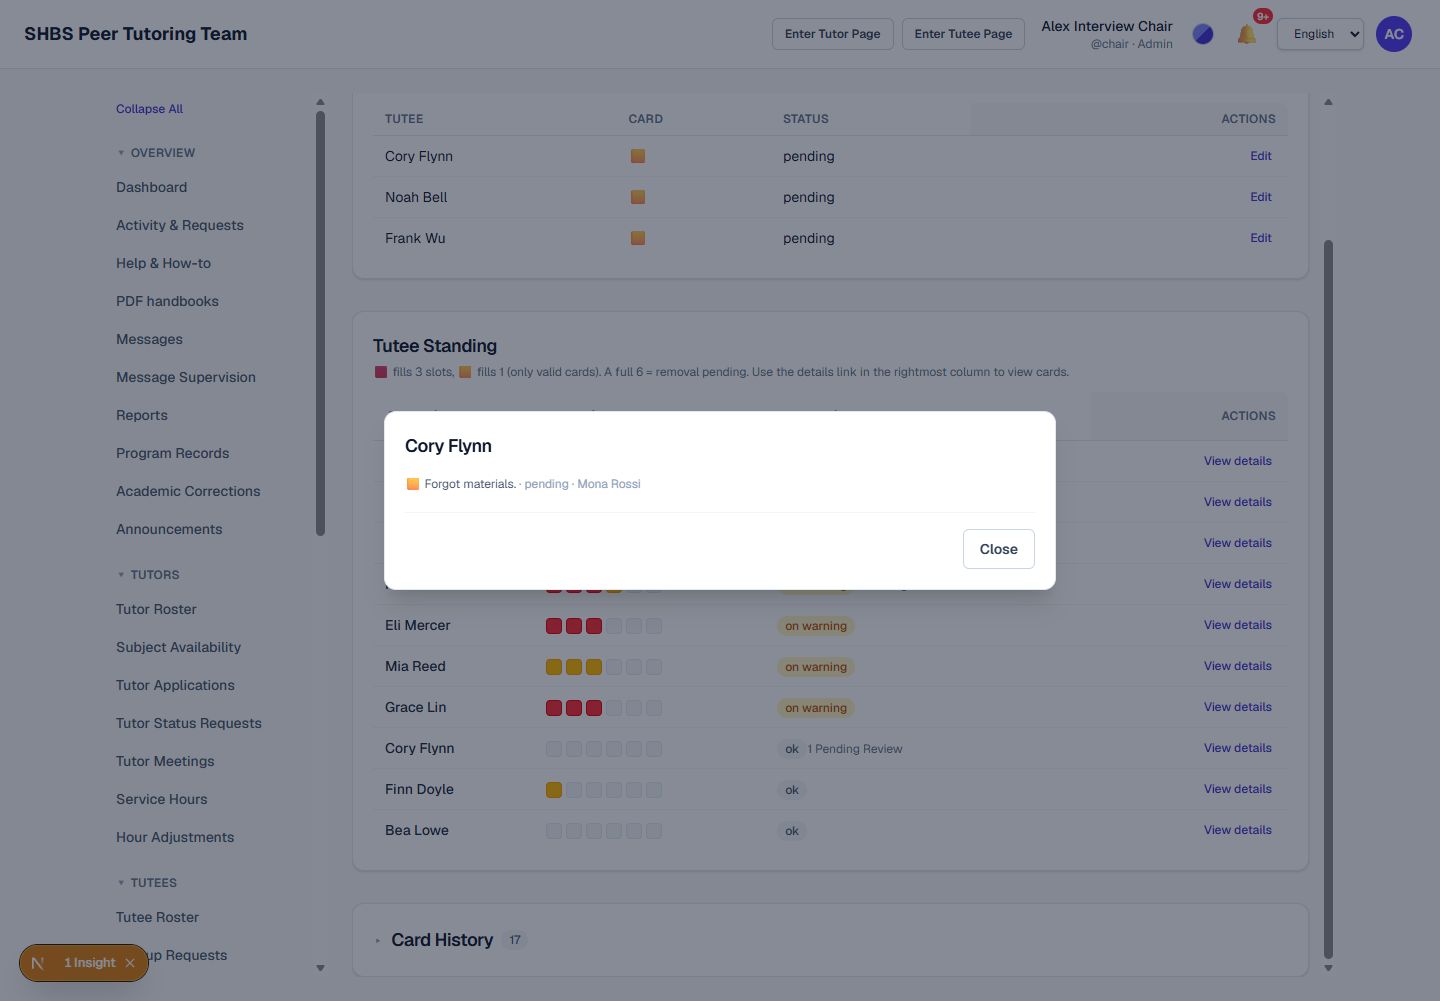 SHBS Peer Tutoring Team
Enter Tutor Page
Enter Tutee Page
Alex Interview Chair
@chair · Admin
9+
English
AC
Collapse All
OVERVIEW
Dashboard
Activity & Requests
Help & How-to
PDF handbooks
Messages
Message Supervision
Reports
Program Records
Academic Corrections
Announcements
TUTORS
Tutor Roster
Subject Availability
Tutor Applications
Tutor Status Requests
Tutor Meetings
Service Hours
Hour Adjustments
TUTEES
Tutee Roster
up Requests
N 1 Insight ×
TUTEE CARD STATUS ACTIONS
Cory Flynn pending Edit
Noah Bell pending Edit
Frank Wu pending Edit
Tutee Standing
fills 3 slots, fills 1 (only valid cards). A full 6 = removal pending. Use the details link in the rightmost column to view cards.
ACTIONS
View details
View details
View details
View details
Cory Flynn
Forgot materials. · pending · Mona Rossi
Close
Eli Mercer on warning View details
Mia Reed on warning View details
Grace Lin on warning View details
Cory Flynn ok 1 Pending Review View details
Finn Doyle ok View details
Bea Lowe ok View details
Card History 17